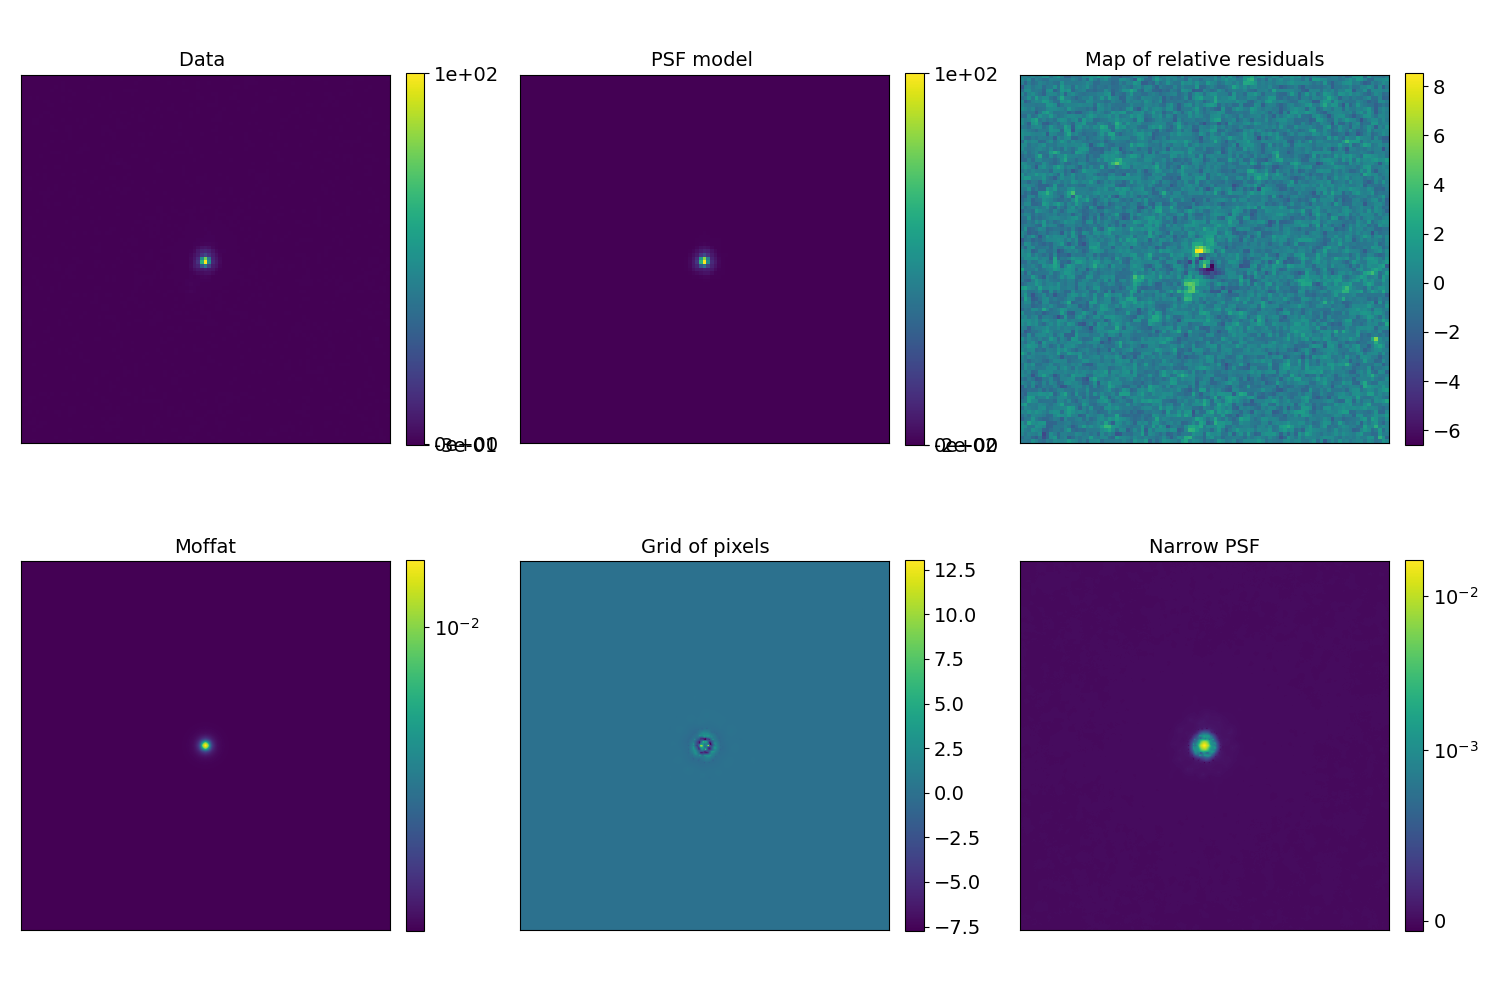 Data
1e+02
PSF model
1e+02
Map of relative residuals
8
6
4
2
0
−2
−4
−6
Moffat
10−2
Grid of pixels
12.5
10.0
7.5
5.0
2.5
0.0
−2.5
−5.0
−7.5
Narrow PSF
10−2
10−3
0